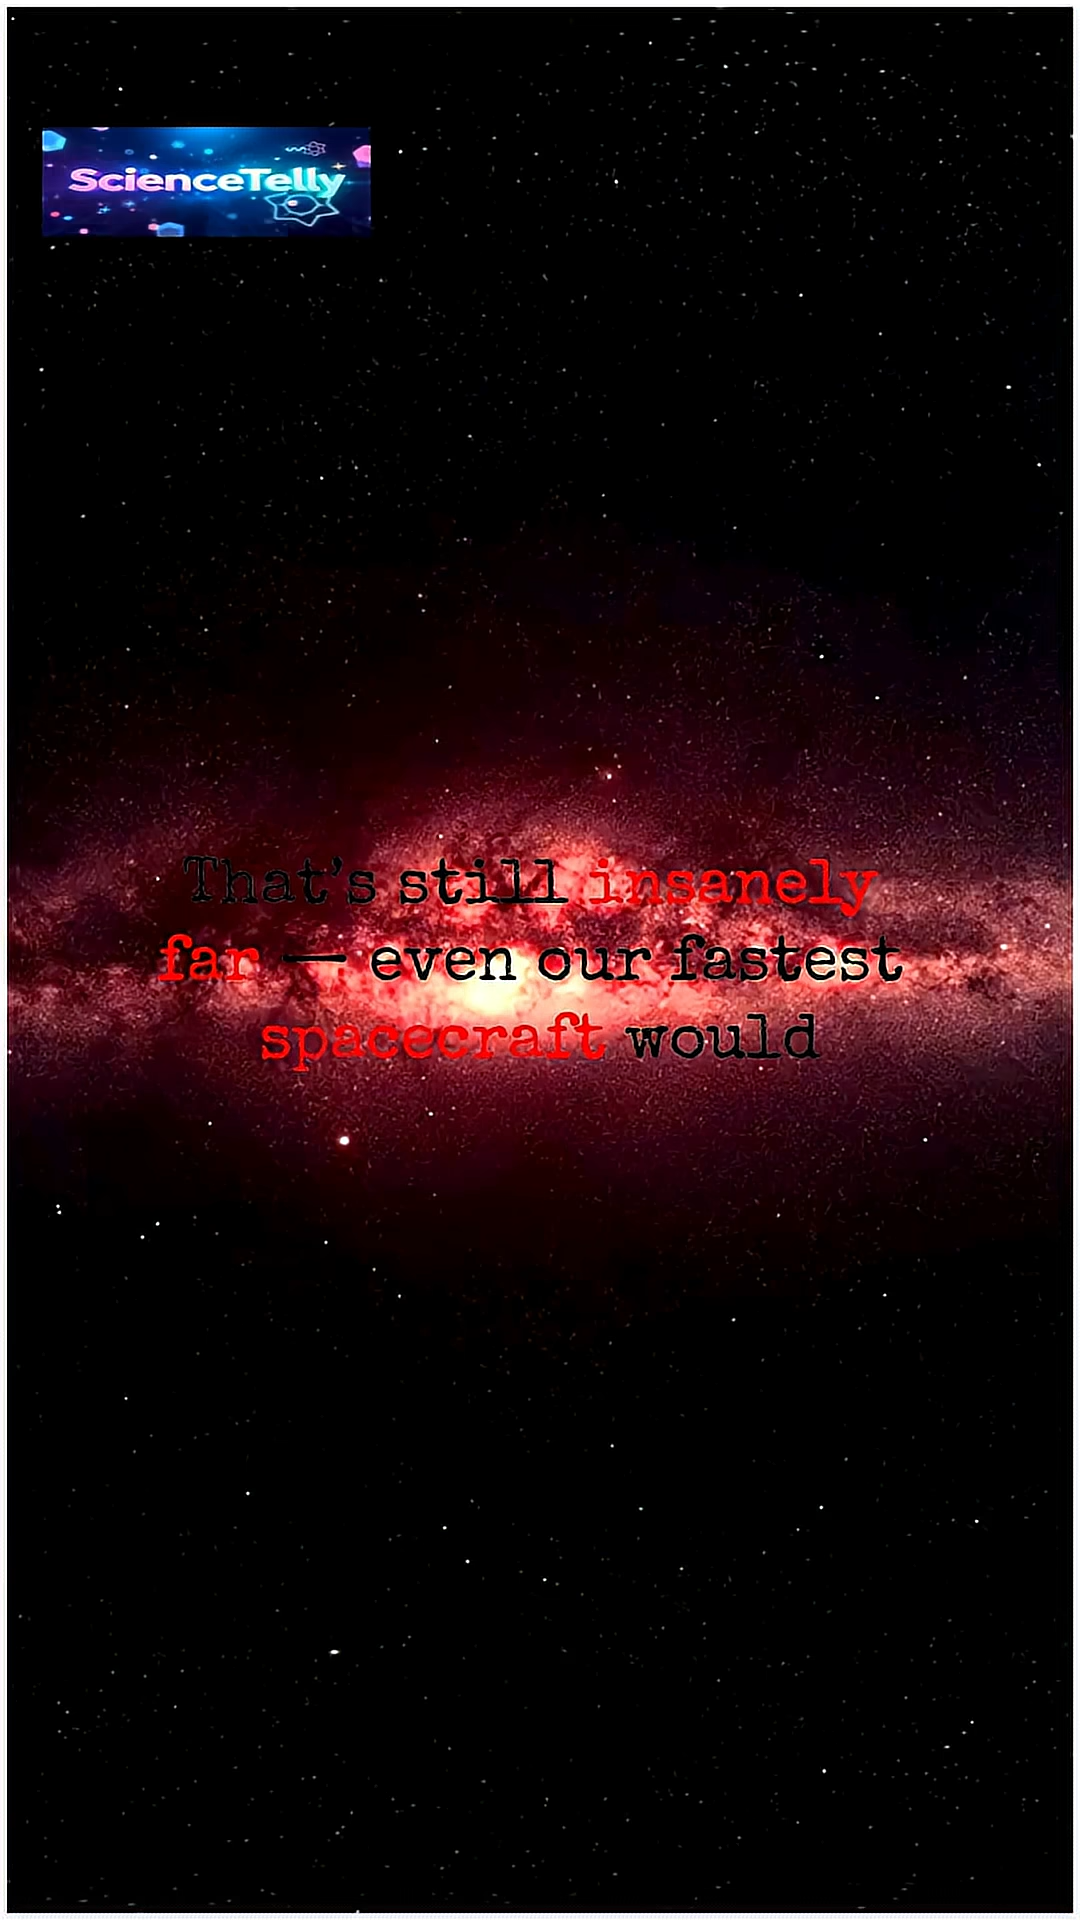 ScienceTelly
That's still insanely
far — even our fastest
spacecraft would